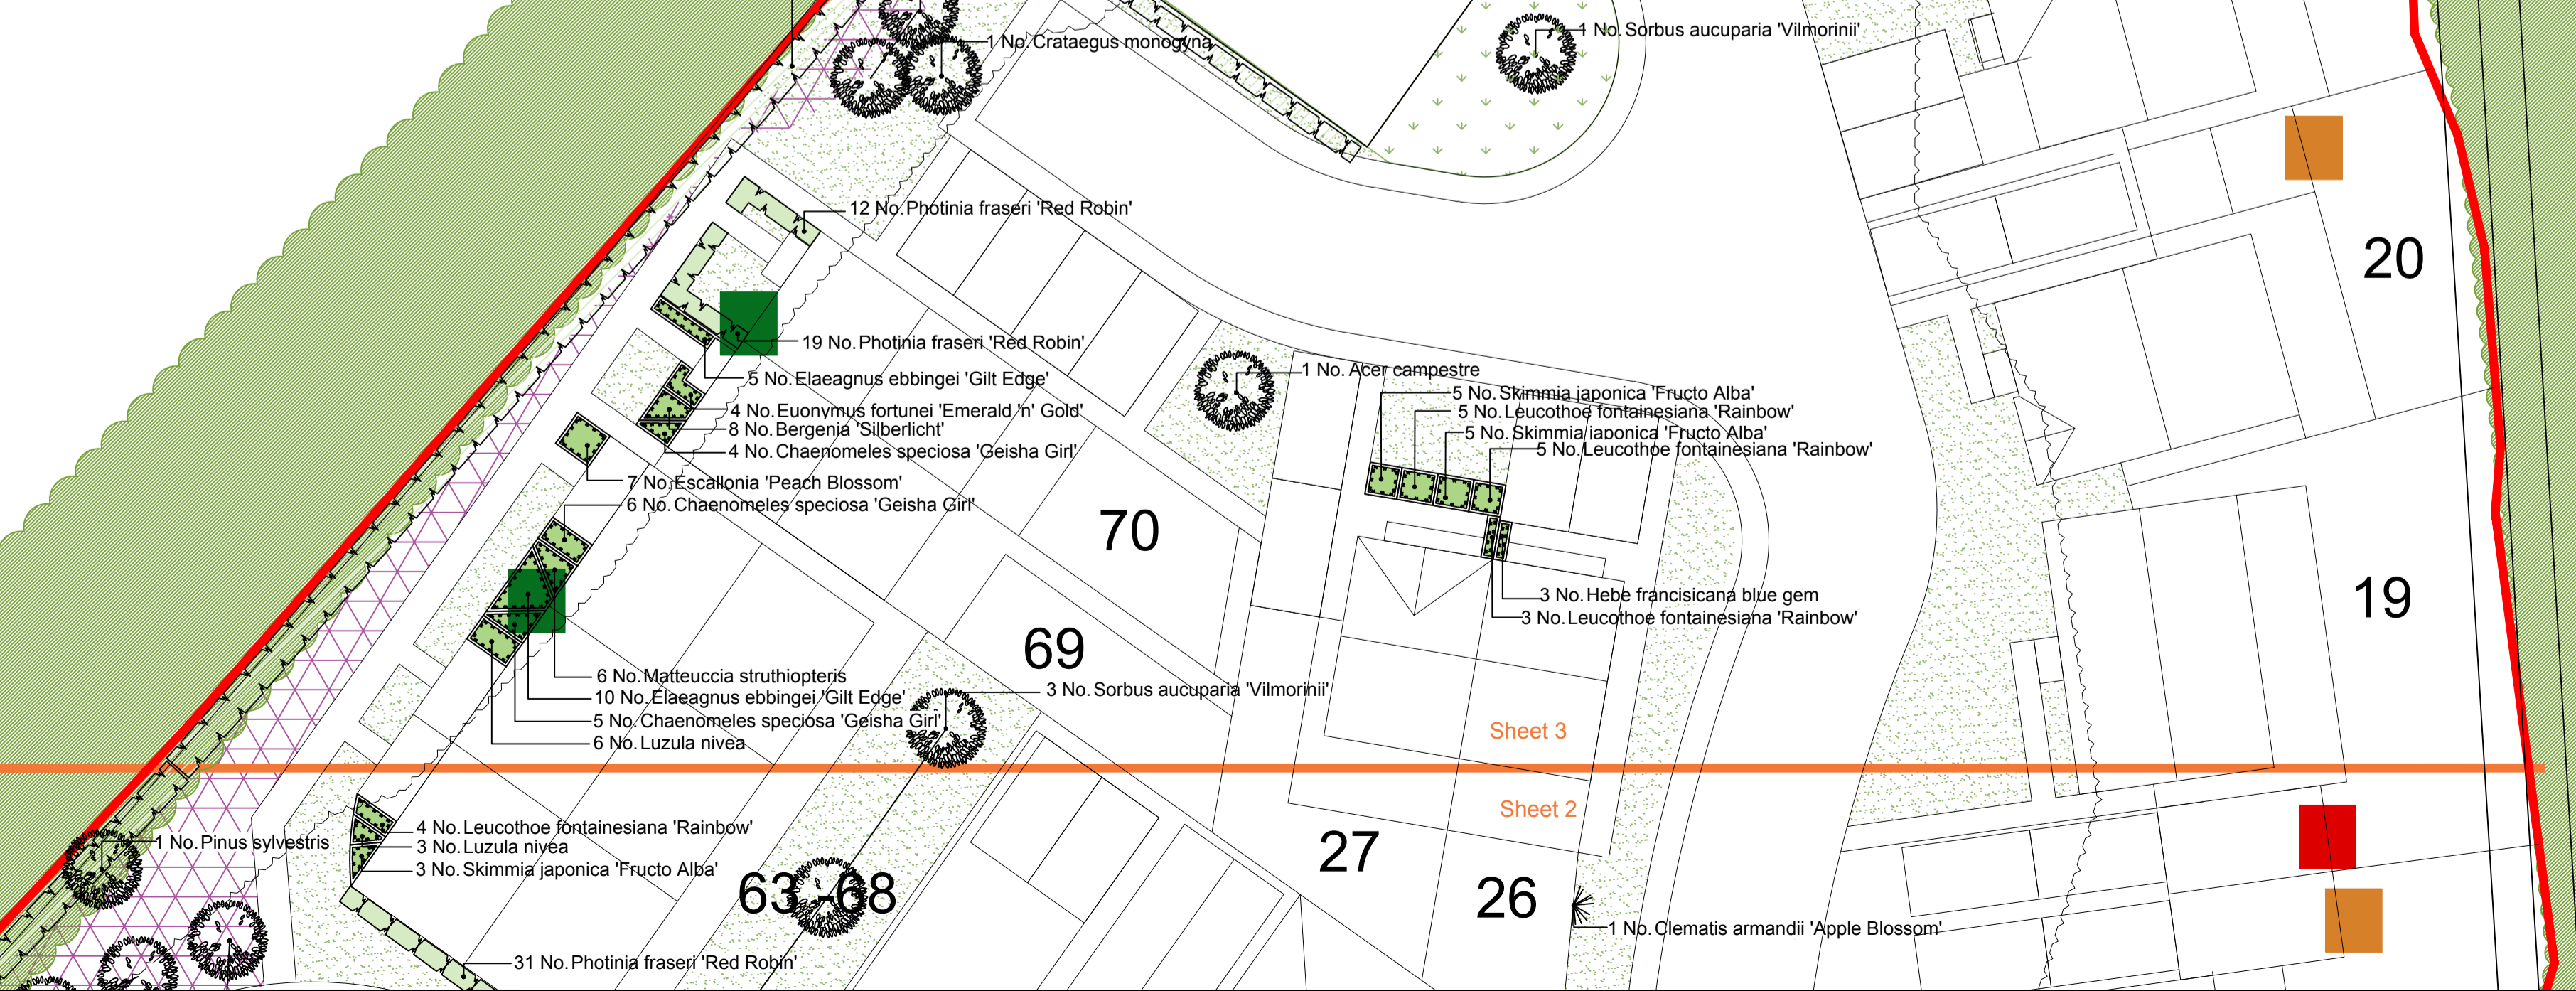 1 No. Crataegus monogyna
1 No. Sorbus aucuparia 'Vilmorinii'
12 No. Photinia fraseri 'Red Robin'
20
19 No. Photinia fraseri 'Red Robin'
5 No. Elaeagnus ebbingei 'Gilt Edge'
4 No. Euonymus fortunei 'Emerald 'n' Gold'
8 No. Bergenia 'Silberlicht'
4 No. Chaenomeles speciosa 'Geisha Girl'
7 No. Escallonia 'Peach Blossom'
6 No. Chaenomeles speciosa 'Geisha Girl'
1 No. Acer campestre
5 No. Skimmia japonica 'Fructo Alba'
5 No. Leucothoe fontainesiana 'Rainbow'
5 No. Skimmia japonica 'Fructo Alba'
5 No. Leucothoe fontainesiana 'Rainbow'
70
3 No. Hebe francisicana blue gem
3 No. Leucothoe fontainesiana 'Rainbow'
19
69
6 No. Matteuccia struthiopteris
10 No. Elaeagnus ebbingei 'Gilt Edge'
5 No. Chaenomeles speciosa 'Geisha Girl'
6 No. Luzula nivea
3 No. Sorbus aucuparia 'Vilmorinii'
Sheet 3
Sheet 2
1 No. Pinus sylvestris
4 No. Leucothoe fontainesiana 'Rainbow'
3 No. Luzula nivea
3 No. Skimmia japonica 'Fructo Alba'
63 -68
27
26
1 No. Clematis armandii 'Apple Blossom'
31 No. Photinia fraseri 'Red Robin'